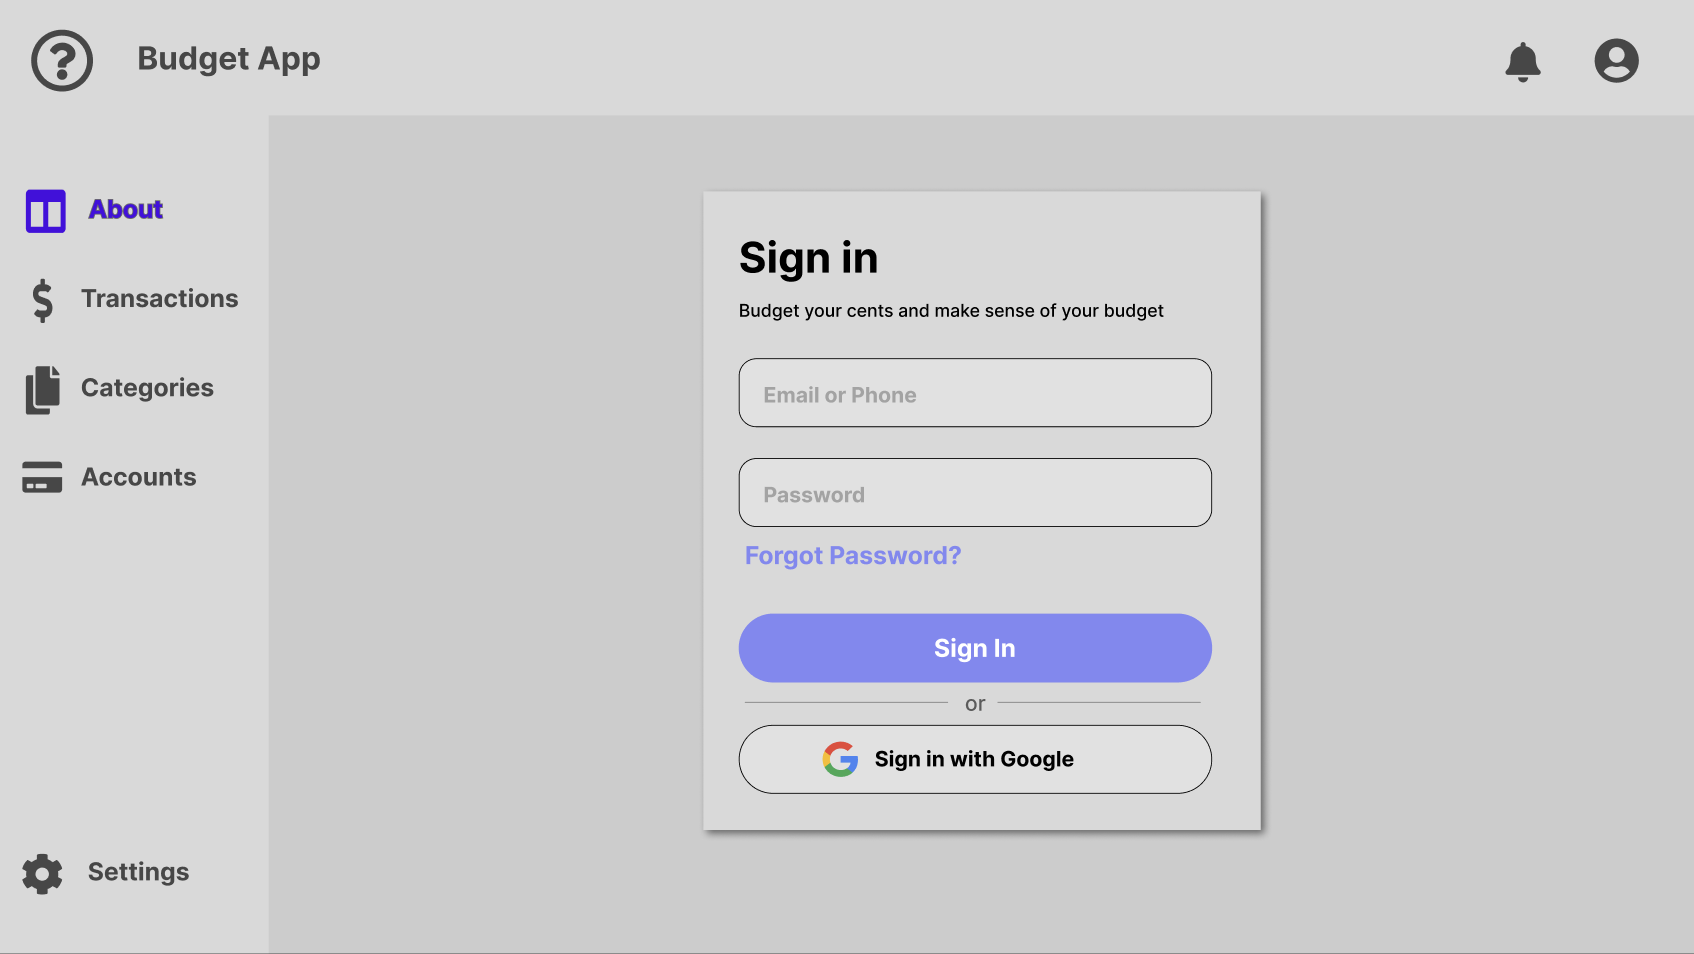 Budget App
About
Transactions
Categories
Accounts
Settings
Sign in
Budget your cents and make sense of your budget
Email or Phone
Password
Forgot Password?
Sign In
or
Sign in with Google